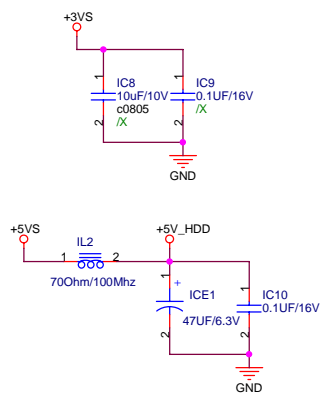 +3VS
1 1
IC8 IC9
10uF/10V 0.1UF/16V
c0805
/X /X
2 2
GND
+5VS +5V_HDD
1 IL2 2
70Ohm/100Mhz
1 + 1
ICE1 IC10
47UF/6.3V 0.1UF/16V
2 2
GND